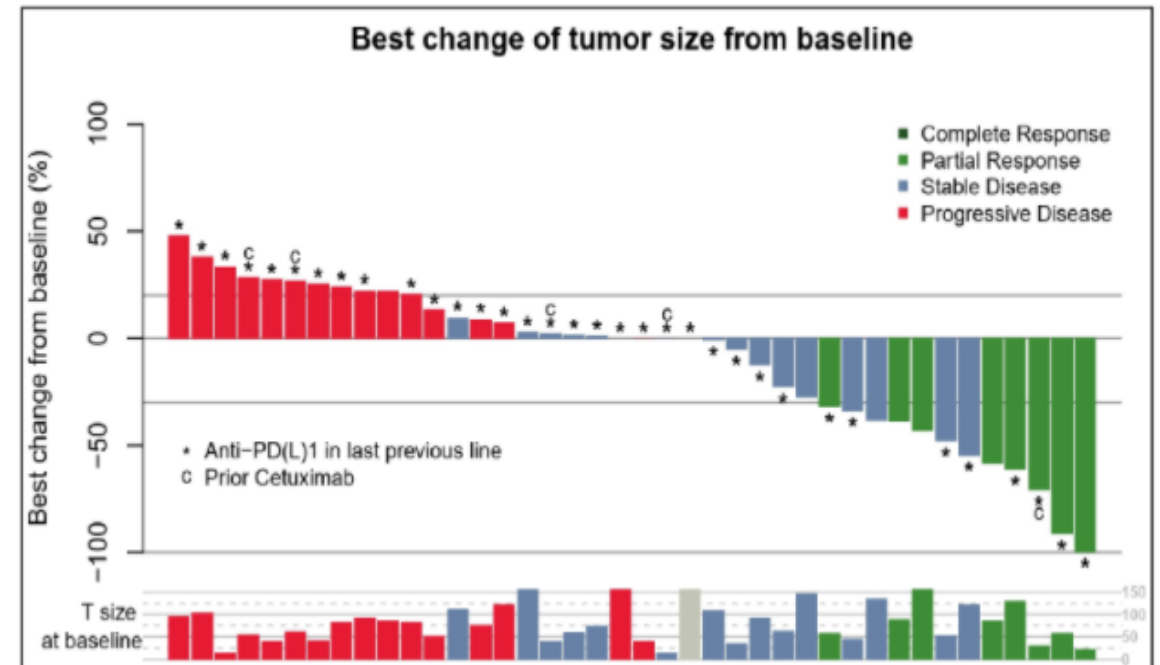 Best change of tumor size from baseline
Best change from baseline (%)
100
50
0
−50
−100
Complete Response
Partial Response
Stable Disease
Progressive Disease
* * * C * * C * * * * * * * * * * C * * * * * C * *
* * * * * * * * * * C * *
* Anti−PD(L)1 in last previous line
C Prior Cetuximab
T size
at baseline
150
100
50
0